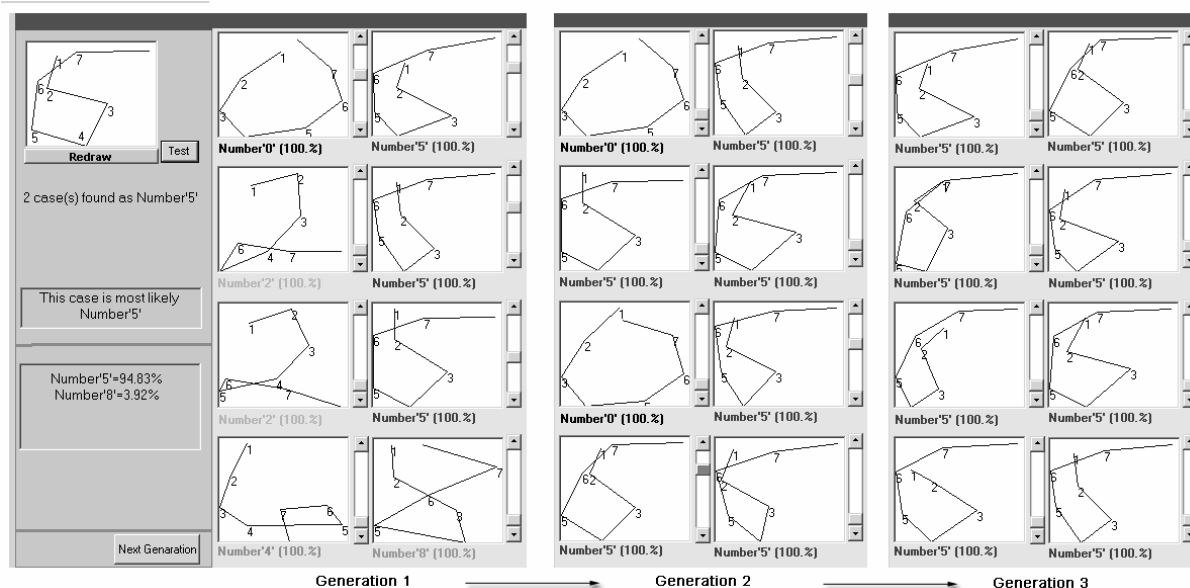 Redraw
Test
2 case(s) found as Number'5'
This case is most likely
Number'5'
Number'5'=94.83%
Number'8'=3.92%
Next Genaration
Number'0' (100.%)
Number'5' (100.%)
Number'2' (100.%)
Number'5' (100.%)
Number'2' (100.%)
Number'5' (100.%)
Number'4' (100.%)
Number'8' (100.%)
Generation 1
Number'0' (100.%)
Number'5' (100.%)
Number'5' (100.%)
Number'5' (100.%)
Number'0' (100.%)
Number'5' (100.%)
Number'5' (100.%)
Number'5' (100.%)
Generation 2
Number'5' (100.%)
Number'5' (100.%)
Number'5' (100.%)
Number'5' (100.%)
Number'5' (100.%)
Number'5' (100.%)
Number'5' (100.%)
Number'5' (100.%)
Generation 3